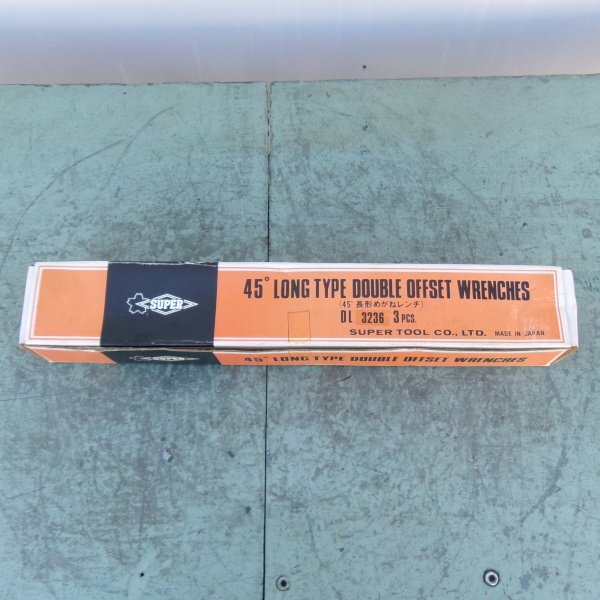 SUPER
45° LONG TYPE DOUBLE OFFSET WRENCHES
(45°長形めがねレンチ)
DL 3236 3 PCS.
SUPER TOOL CO., LTD. MADE IN JAPAN
SUPER
45° LONG TYPE DOUBLE OFFSET WRENCHES